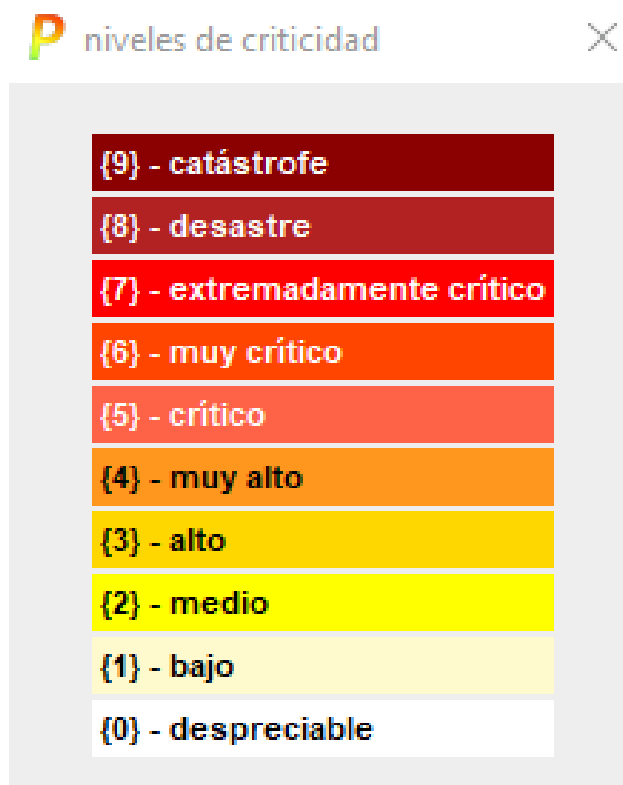 P niveles de criticidad
{9} - catástrofe
{8} - desastre
{7} - extremadamente crítico
{6} - muy crítico
{5} - crítico
{4} - muy alto
{3} - alto
{2} - medio
{1} - bajo
{0} - despreciable